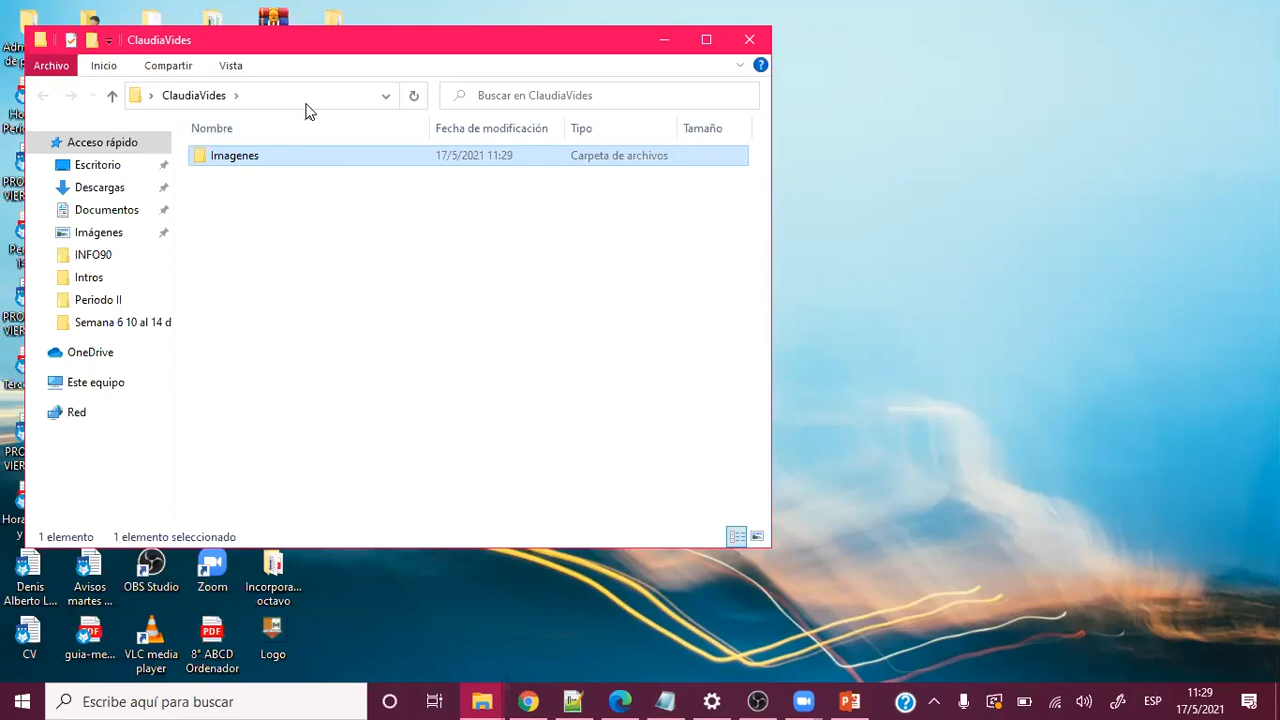 ClaudiaVides
Archivo Inicio Compartir Vista
ClaudiaVides
Buscar en ClaudiaVides
Nombre Fecha de modificación Tipo Tamaño
Imagenes 17/5/2021 11:29 Carpeta de archivos
Acceso rápido
Escritorio
Descargas
Documentos
Imágenes
INFO90
Intros
Periodo II
Semana 6 10 al 14 d
OneDrive
Este equipo
Red
1 elemento 1 elemento seleccionado
Denis
Alberto L...
Avisos
martes ...
OBS Studio
Zoom
Incorpora...
octavo
CV
guia-me...
VLC media
player
8° ABCD
Ordenador
Logo
Escribe aquí para buscar
ESP
11:29
17/5/2021